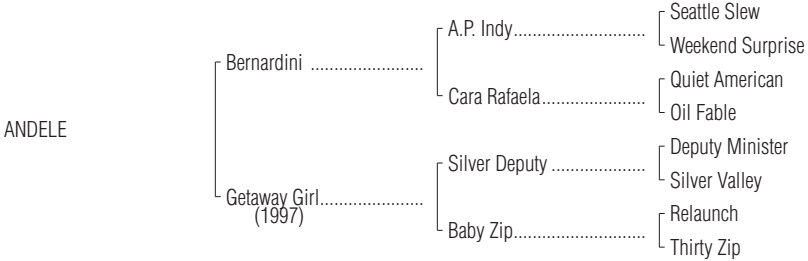 Seattle Slew
A.P. Indy............................
Weekend Surprise
Bernardini ........................
Quiet American
Cara Rafaela......................
Oil Fable
ANDELE
Deputy Minister
Silver Deputy ....................
Silver Valley
Getaway Girl......................
(1997)
Relaunch
Baby Zip............................
Thirty Zip